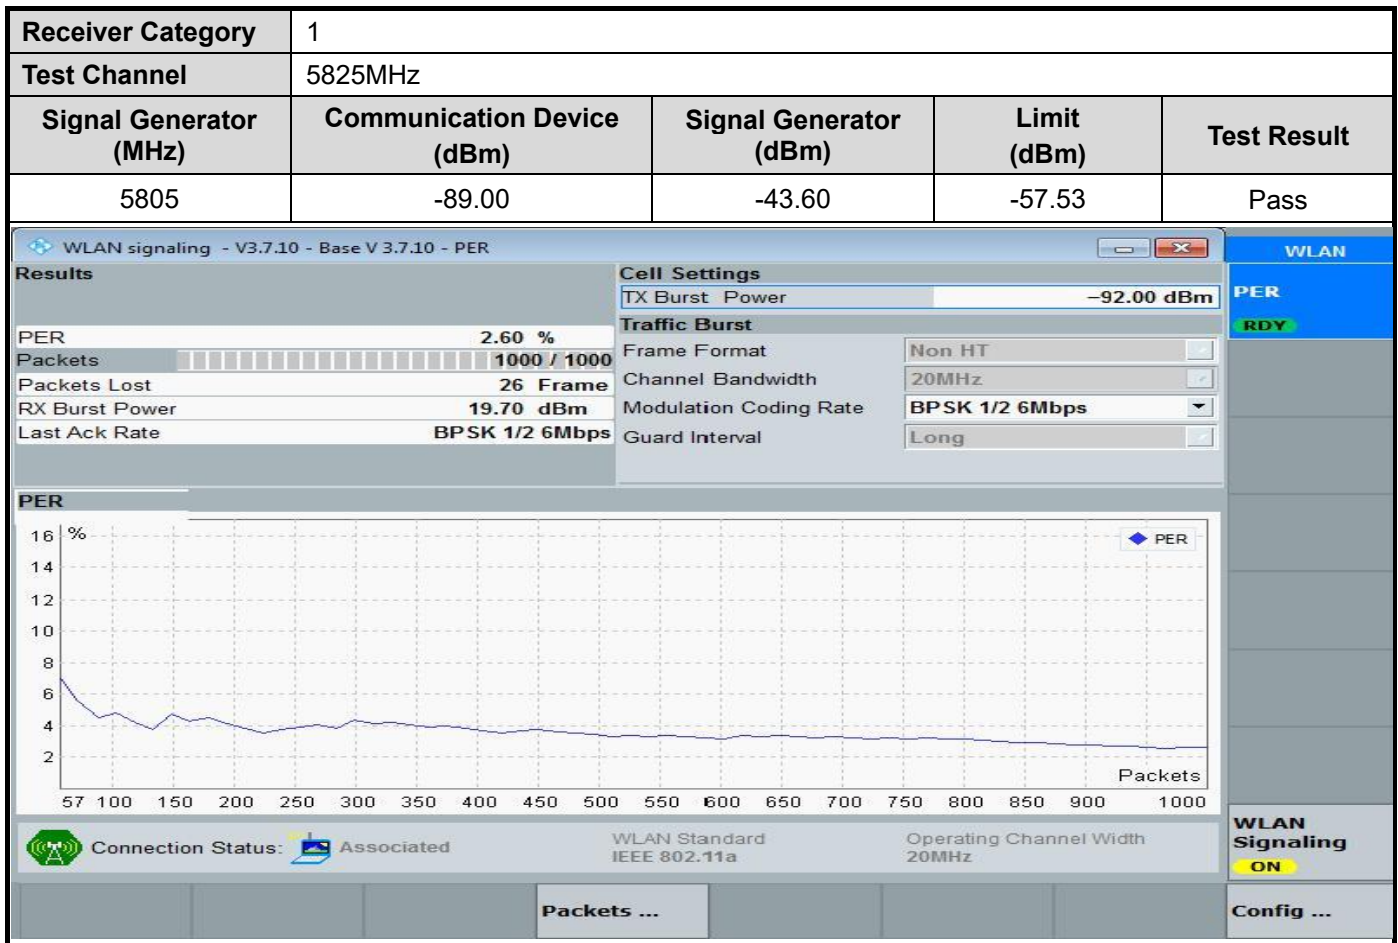 Receiver Category 1
Test Channel 5825MHz
Signal Generator (MHz) Communication Device (dBm) Signal Generator (dBm) Limit (dBm) Test Result
5805 -89.00 -43.60 -57.53 Pass
WLAN signaling - V3.7.10 - Base V 3.7.10 - PER
WLAN
Results
Cell Settings
TX Burst Power -92.00 dBm
PER
RDY
PER 2.60 %
Packets 1000 / 1000
Packets Lost 26 Frame
RX Burst Power 19.70 dBm
Last Ack Rate BPSK 1/2 6Mbps
Traffic Burst
Frame Format Non HT
Channel Bandwidth 20MHz
Modulation Coding Rate BPSK 1/2 6Mbps
Guard Interval Long
PER
%
16
14
12
10
8
6
4
2
PER
Packets
57 100 150 200 250 300 350 400 450 500 550 600 650 700 750 800 850 900 1000
Connection Status: Associated
WLAN Standard
IEEE 802.11a
Operating Channel Width
20MHz
WLAN
Signaling
ON
Packets ...
Config ...